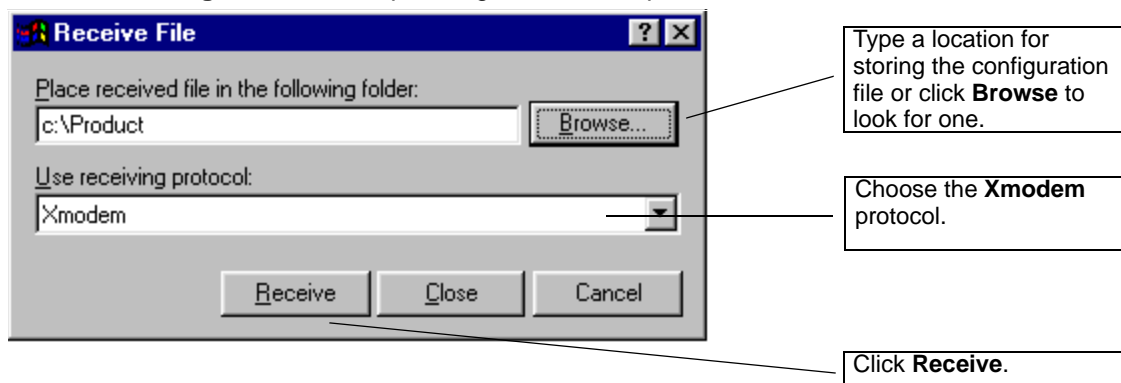 Receive File
Type a location for
storing the configuration
file or click Browse to
look for one.
Place received file in the following folder:
c:\Product
Browse...
Use receiving protocol:
Xmodem
Choose the Xmodem
protocol.
Receive Close Cancel
Click Receive.